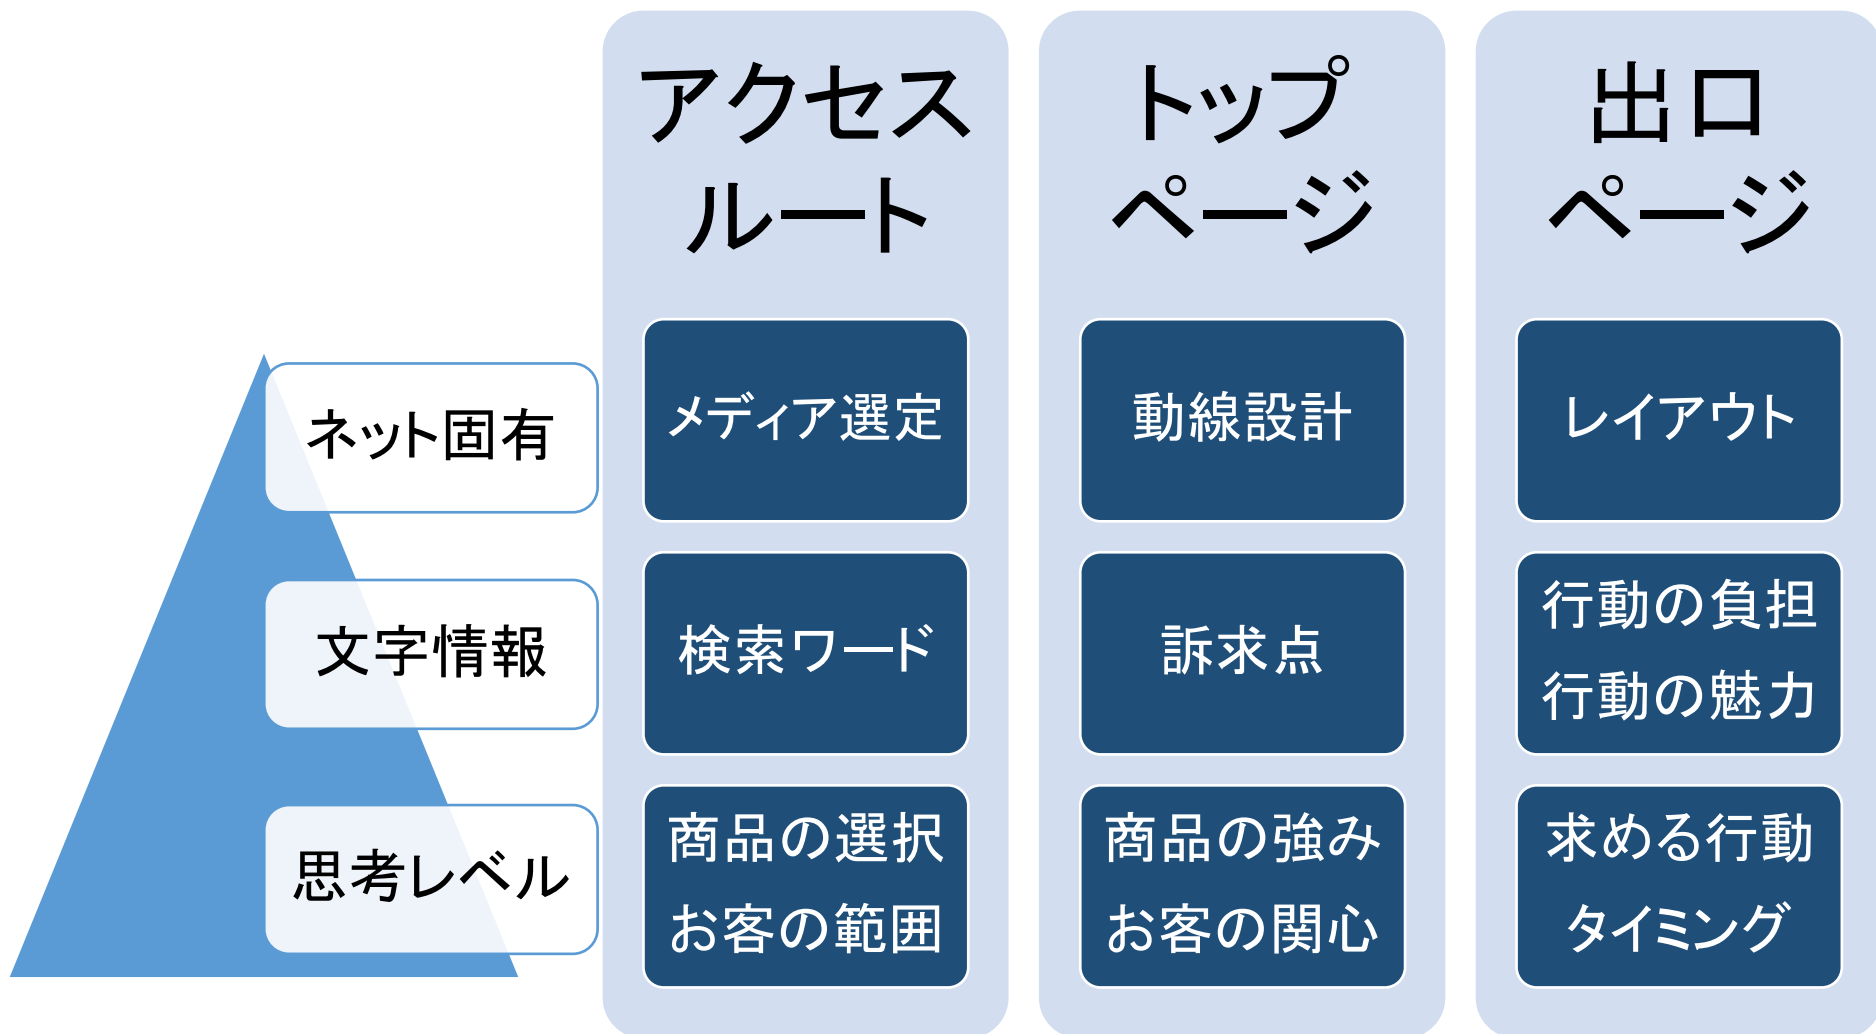 アクセス
ルート
トップ
ページ
出口
ページ
ネット固有
メディア選定
動線設計
レイアウト
文字情報
検索ワード
訴求点
行動の負担
行動の魅力
思考レベル
商品の選択
お客の範囲
商品の強み
お客の関心
求める行動
タイミング